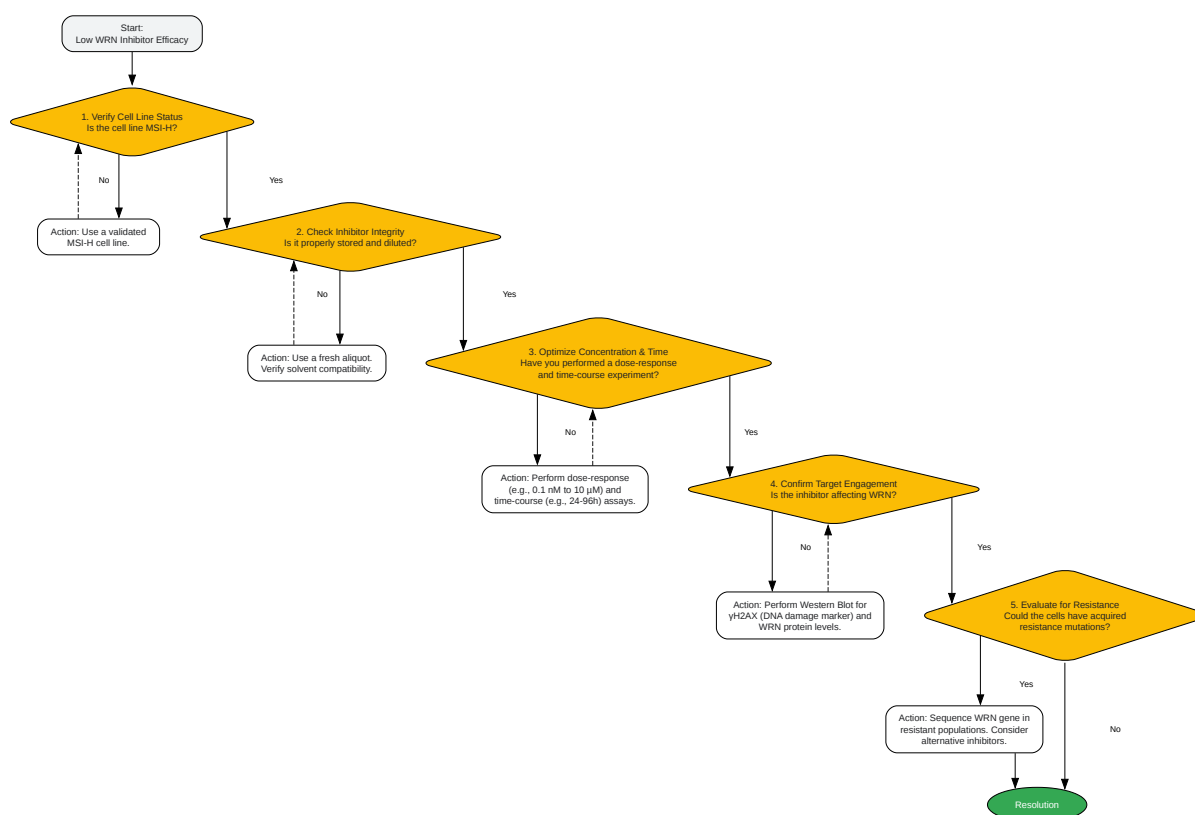 Start:
Low WRN Inhibitor Efficacy
1. Verify Cell Line Status
Is the cell line MSI-H?
No
Yes
Action: Use a validated
MSI-H cell line.
2. Check Inhibitor Integrity
Is it properly stored and diluted?
No
Yes
Action: Use a fresh aliquot.
Verify solvent compatibility.
3. Optimize Concentration & Time
Have you performed a dose-response
and time-course experiment?
No
Yes
Action: Perform dose-response
(e.g., 0.1 nM to 10 µM) and
time-course (e.g., 24-96h) assays.
4. Confirm Target Engagement
Is the inhibitor affecting WRN?
No
Yes
Action: Perform Western Blot for
γH2AX (DNA damage marker) and
WRN protein levels.
5. Evaluate for Resistance
Could the cells have acquired
resistance mutations?
Yes
No
Action: Sequence WRN gene in
resistant populations. Consider
alternative inhibitors.
Resolution